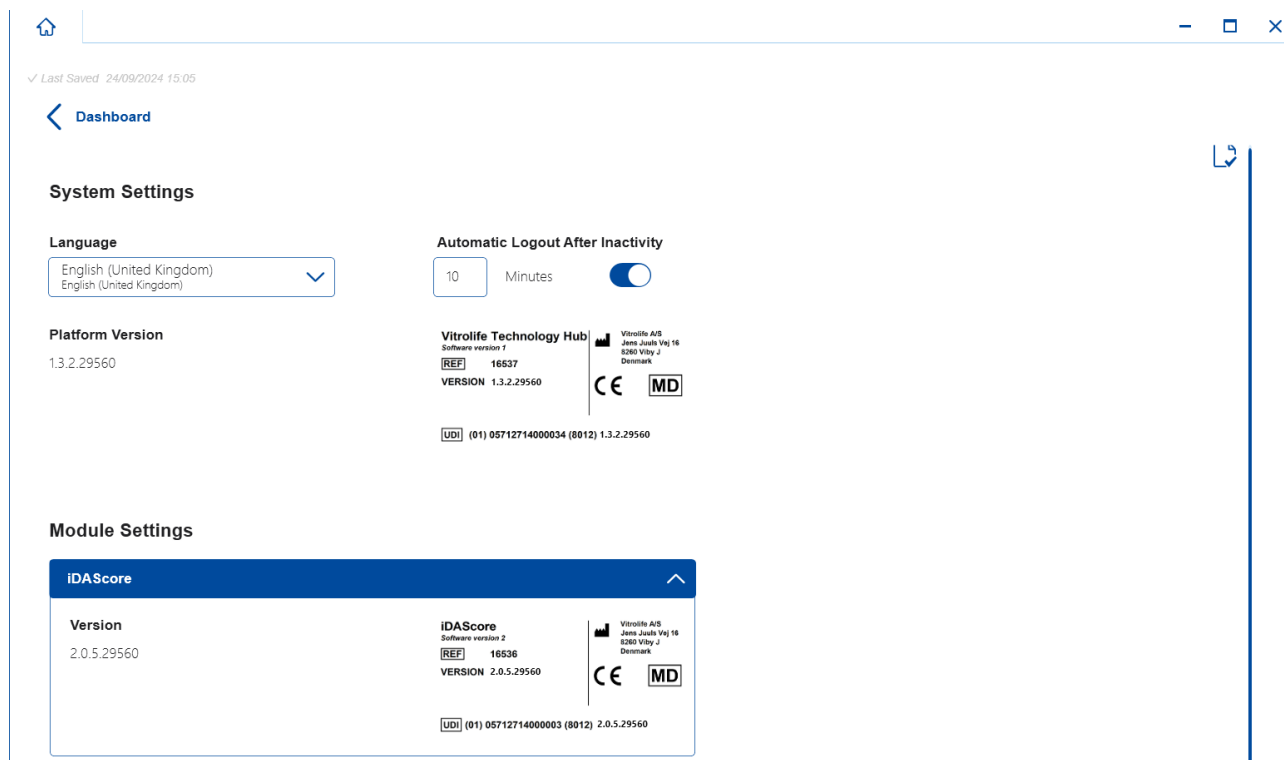 Last Saved 24/09/2024 15:05
Dashboard
System Settings
Language
English (United Kingdom)
English (United Kingdom)
Automatic Logout After Inactivity
10 Minutes
Platform Version
1.3.2.29560
Vitrolife Technology Hub
Software version 1
REF 16537
VERSION 1.3.2.29560
Vitrolife A/S
Jens Juuls Vej 16
8260 Viby J
Denmark
CE MD
UDI (01) 05712714000034 (8012) 1.3.2.29560
Module Settings
iDAScore
Version
2.0.5.29560
iDAScore
Software version 2
REF 16536
VERSION 2.0.5.29560
Vitrolife A/S
Jens Juuls Vej 16
8260 Viby J
Denmark
CE MD
UDI (01) 05712714000003 (8012) 2.0.5.29560